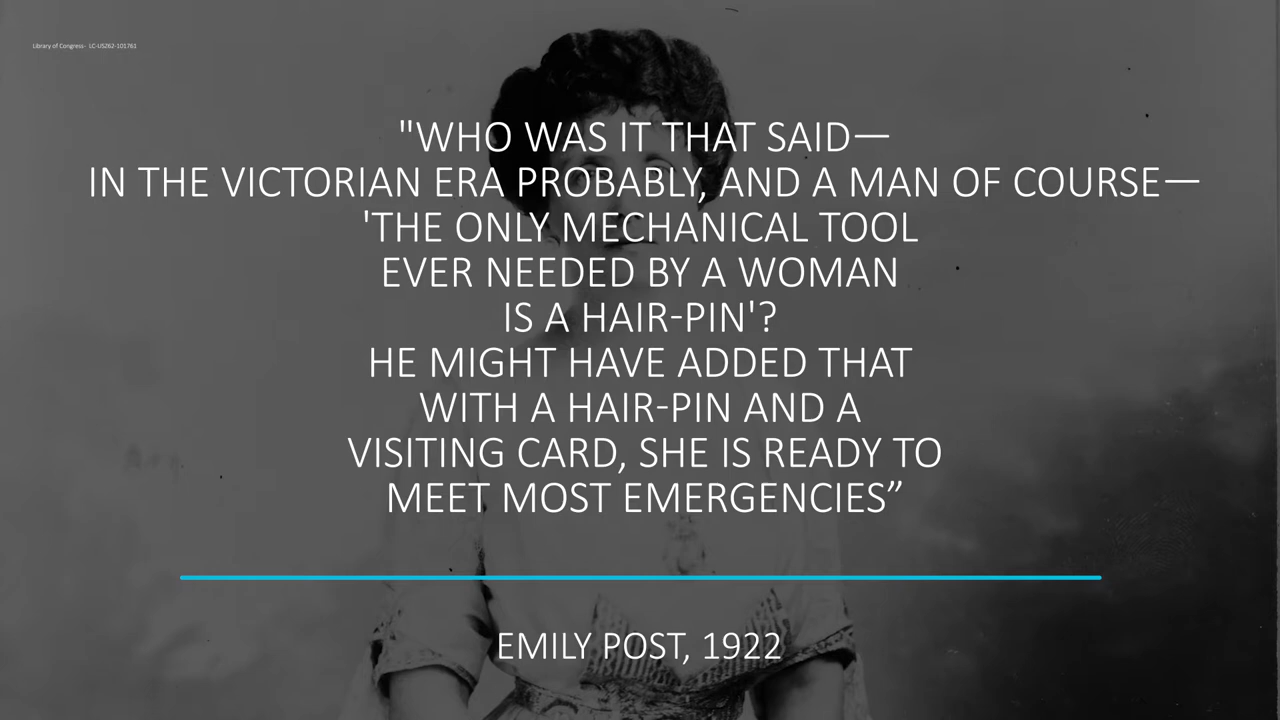 Library of Congress- LC-USZ62-101761
"WHO WAS IT THAT SAID—
IN THE VICTORIAN ERA PROBABLY, AND A MAN OF COURSE—
'THE ONLY MECHANICAL TOOL
EVER NEEDED BY A WOMAN
IS A HAIR-PIN'?
HE MIGHT HAVE ADDED THAT
WITH A HAIR-PIN AND A
VISITING CARD, SHE IS READY TO
MEET MOST EMERGENCIES”
EMILY POST, 1922